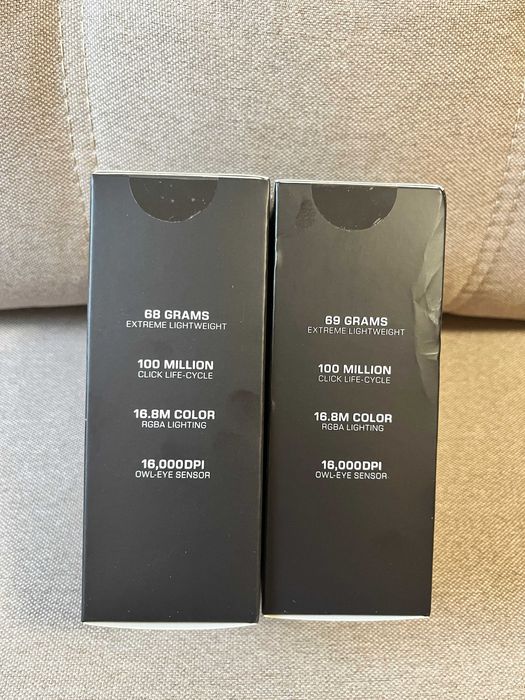 68 GRAMS
EXTREME LIGHTWEIGHT
100 MILLION
CLICK LIFE-CYCLE
16.8M COLOR
RGBA LIGHTING
16,000DPI
OWL-EYE SENSOR
69 GRAMS
EXTREME LIGHTWEIGHT
100 MILLION
CLICK LIFE-CYCLE
16.8M COLOR
RGBA LIGHTING
16,000DPI
OWL-EYE SENSOR